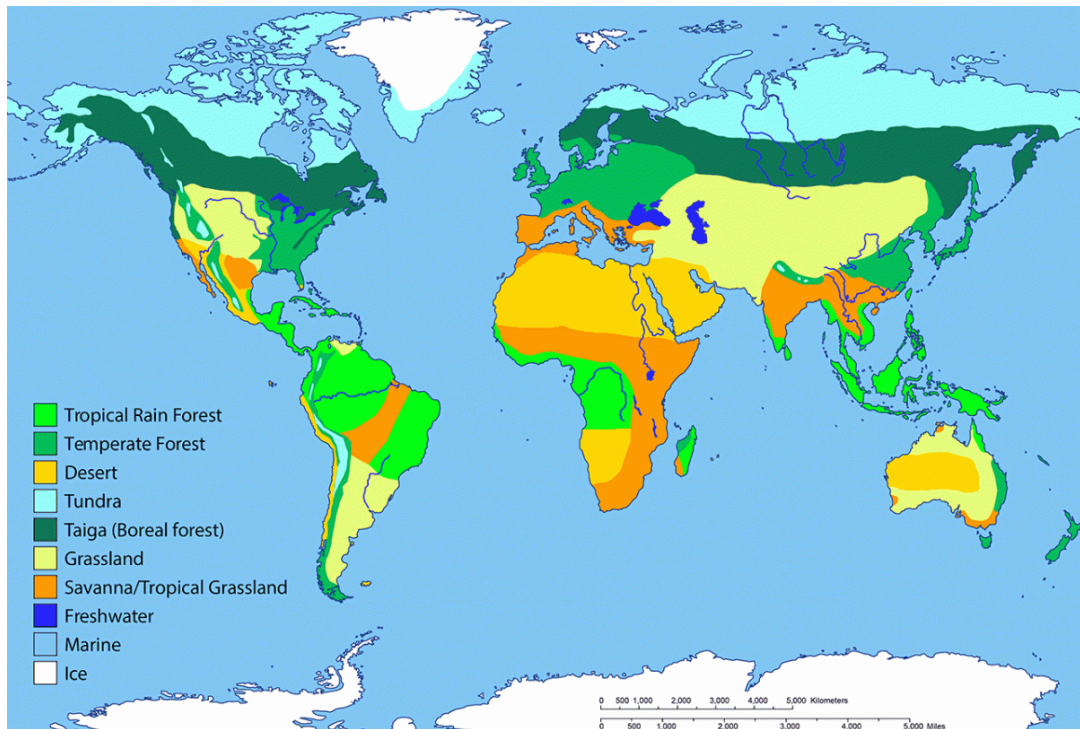 Tropical Rain Forest
Temperate Forest
Desert
Tundra
Taiga (Boreal forest)
Grassland
Savanna/Tropical Grassland
Freshwater
Marine
Ice
0 500 1,000 2,000 3,000 4,000 5,000 Kilometers
0 500 1,000 2,000 3,000 4,000 5,000 Miles